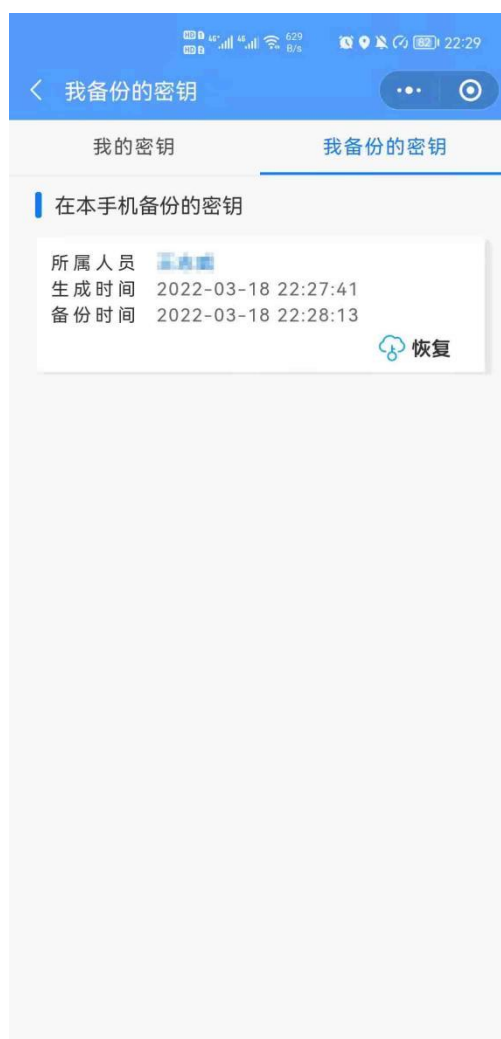 629
B/s
62
22:29
我备份的密钥
我的密钥
我备份的密钥
在本手机备份的密钥
所属人员
生成时间 2022-03-18 22:27:41
备份时间 2022-03-18 22:28:13
恢复